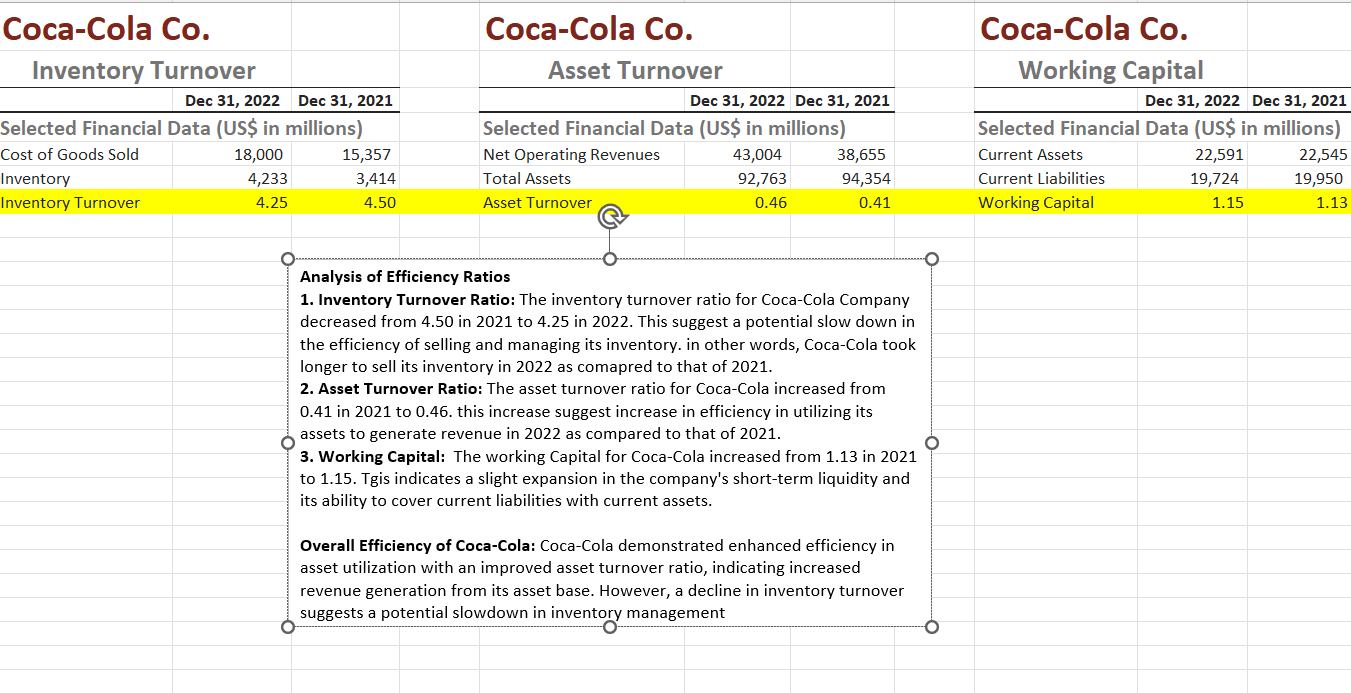 Coca-Cola Co. Coca-Cola Co. Coca-Cola Co.
Inventory Turnover Asset Turnover Working Capital
Dec 31, 2022 Dec 31, 2021 Dec 31, 2022 Dec 31, 2021 Dec 31, 2022 Dec 31, 2021
Selected Financial Data (US$ in millions) Selected Financial Data (US$ in millions) Selected Financial Data (US$ in millions)
Cost of Goods Sold 18,000 15,357 Net Operating Revenues 43,004 38,655 Current Assets 22,591 22,545
Inventory 4,233 3,414 Total Assets 92,763 94,354 Current Liabilities 19,724 19,950
Inventory Turnover 4.25 4.50 Asset Turnover 0.46 0.41 Working Capital 1.15 1.13
Analysis of Efficiency Ratios
1. Inventory Turnover Ratio: The inventory turnover ratio for Coca-Cola Company
decreased from 4.50 in 2021 to 4.25 in 2022. This suggest a potential slow down in
the efficiency of selling and managing its inventory. in other words, Coca-Cola took
longer to sell its inventory in 2022 as comapred to that of 2021.
2. Asset Turnover Ratio: The asset turnover ratio for Coca-Cola increased from
0.41 in 2021 to 0.46. this increase suggest increase in efficiency in utilizing its
assets to generate revenue in 2022 as compared to that of 2021.
3. Working Capital: The working Capital for Coca-Cola increased from 1.13 in 2021
to 1.15. Tgis indicates a slight expansion in the company's short-term liquidity and
its ability to cover current liabilities with current assets.
Overall Efficiency of Coca-Cola: Coca-Cola demonstrated enhanced efficiency in
asset utilization with an improved asset turnover ratio, indicating increased
revenue generation from its asset base. However, a decline in inventory turnover
suggests a potential slowdown in inventory management